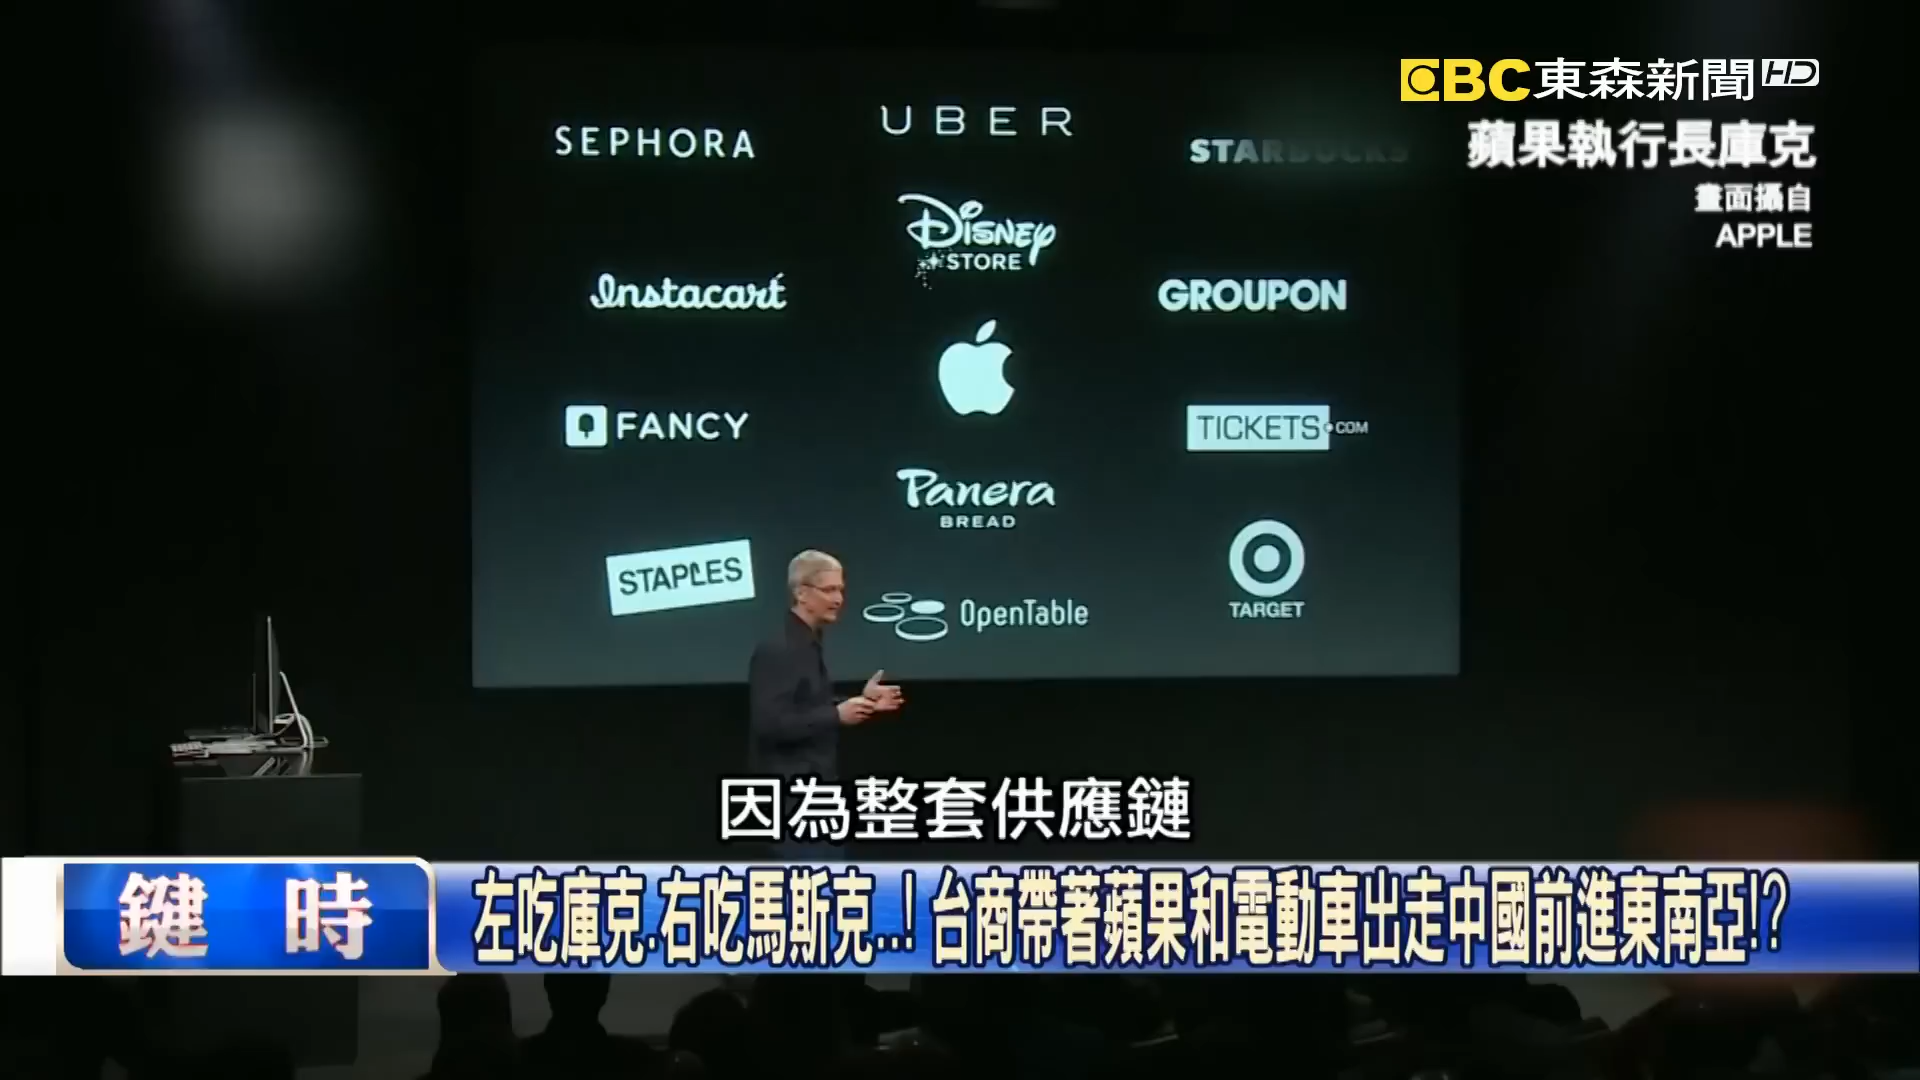 EBC東森新聞HD
蘋果執行長庫克
畫面攝自
APPLE
SEPHORA
UBER
STARBUCKS
Disney
STORE
Instacart
GROUPON
FANCY
TICKETS.COM
Panera
BREAD
STAPLES
OpenTable
TARGET
因為整套供應鏈
鍵時
左吃庫克.右吃馬斯克..!台商帶著蘋果和電動車出走中國前進東南亞!?